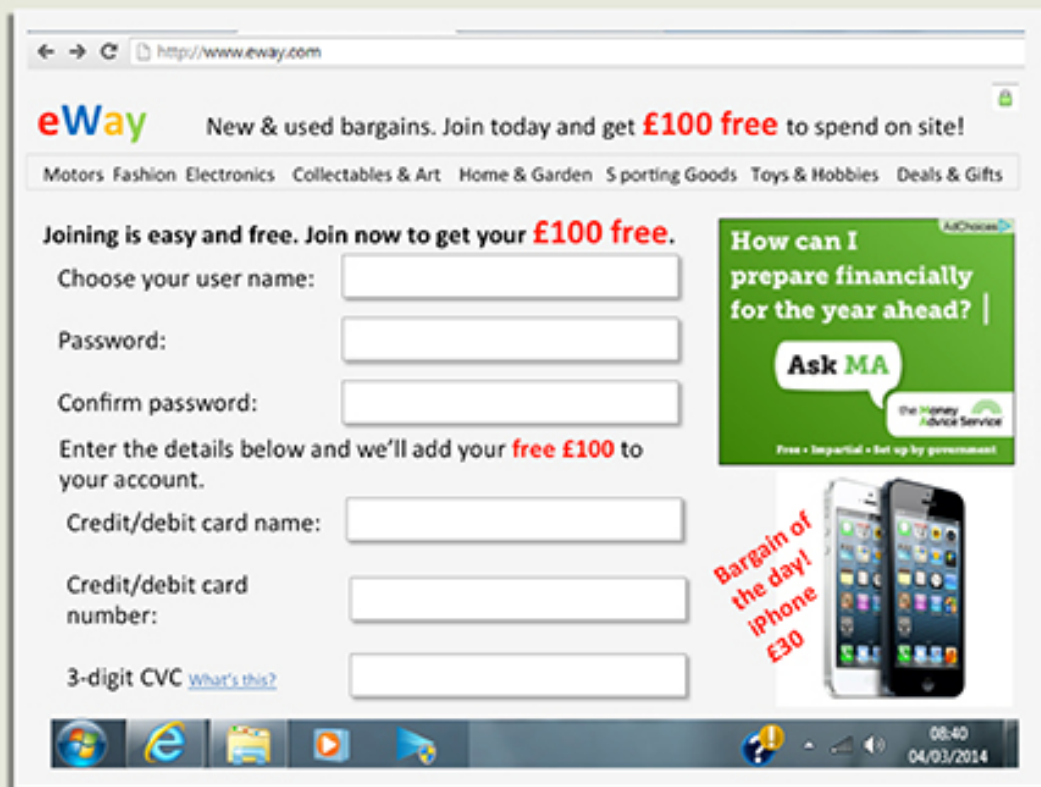 http://www.eway.com
eWay New & used bargains. Join today and get £100 free to spend on site!
Motors Fashion Electronics Collectables & Art Home & Garden Sporting Goods Toys & Hobbies Deals & Gifts
Joining is easy and free. Join now to get your £100 free.
Choose your user name:
Password:
Confirm password:
Enter the details below and we'll add your free £100 to
your account.
Credit/debit card name:
Credit/debit card
number:
3-digit CVC What's this?
AdChoices
How can I
prepare financially
for the year ahead?
Ask MA
the Money
Advice Service
Free • Impartial • Set up by government
Bargain of
the day!
iPhone
£30
08:40
04/03/2014